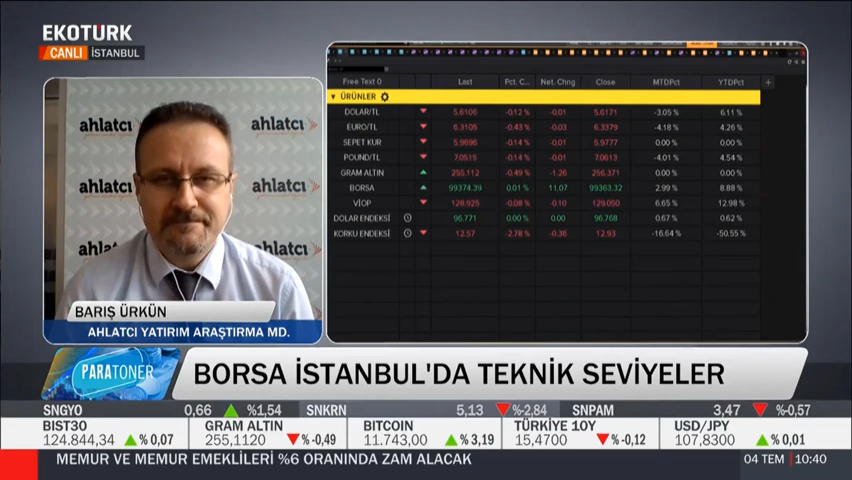 EKOTÜRK
CANLI İSTANBUL
ahlatcı ahlatcı
ahlatcı ahlatcı
ahlatcı
BARIŞ ÜRKÜN
AHLATCI YATIRIM ARAŞTIRMA MD.
Free Text 0 Last Pct. C... Net. Chng Close MTDPct YTDPct +
ÜRÜNLER
DOLAR/TL 5.6106 -0.12 % -0.01 5.6171 -3.05 % 6.11 %
EURO/TL 6.3105 -0.43 % -0.03 6.3379 -4.18 % 4.26 %
SEPET KUR 5.9696 -0.14 % -0.01 5.9777 0.00 % 0.00 %
POUND/TL 7.0515 -0.14 % -0.01 7.0613 -4.01 % 4.54 %
GRAM ALTIN 255.112 -0.49 % -1.26 256.371 0.00 % 0.00 %
BORSA 99374.39 0.01 % 11.07 99363.32 2.99 % 8.88 %
VİOP 128.925 -0.08 % -0.10 129.050 6.65 % 12.98 %
DOLAR ENDEKSİ 96.771 0.00 % 0.00 96.768 0.67 % 0.62 %
KORKU ENDEKSİ 12.57 -2.78 % -0.36 12.93 -16.64 % -50.55 %
PARATONER
BORSA İSTANBUL'DA TEKNİK SEVİYELER
SNGYO 0,66 %1,54 SNKRN 5,13 %-2,84 SNPAM 3,47 %-0,57
BIST30 GRAM ALTIN BITCOIN TÜRKİYE 10Y USD/JPY
124.844,34 % 0,07 255,1120 % -0,49 11.743,00 % 3,19 15,4700 % -0,12 107,8300 % 0,01
MEMUR VE MEMUR EMEKLİLERİ %6 ORANINDA ZAM ALACAK 04 TEM 10:40